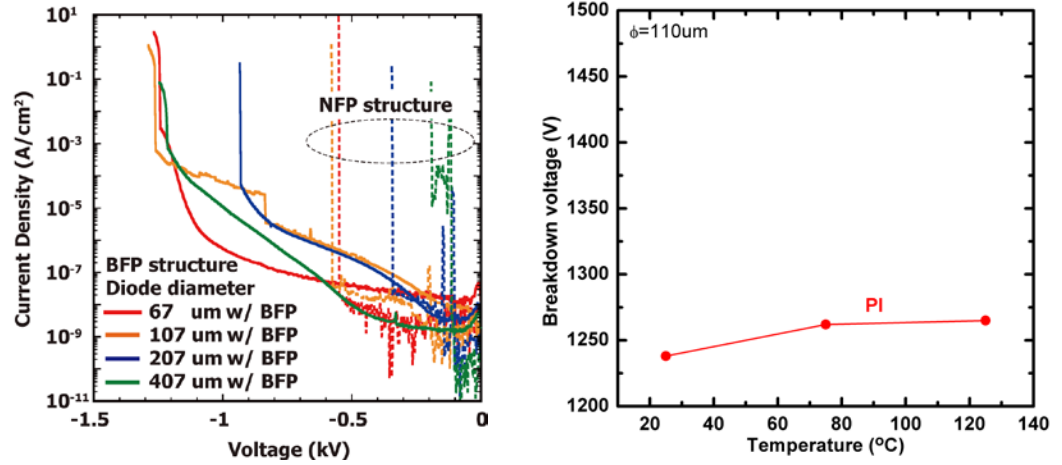 10¹
10⁻¹
10⁻³
10⁻⁵
10⁻⁷
10⁻⁹
10⁻¹¹
Current Density (A/cm²)
NFP structure
BFP structure
Diode diameter
67 um w/ BFP
107 um w/ BFP
207 um w/ BFP
407 um w/ BFP
-1.5 -1 -0.5 0
Voltage (kV)
1500
1450
1400
1350
1300
1250
1200
Breakdown voltage (V)
ϕ=110um
PI
20 40 60 80 100 120 140
Temperature (ºC)